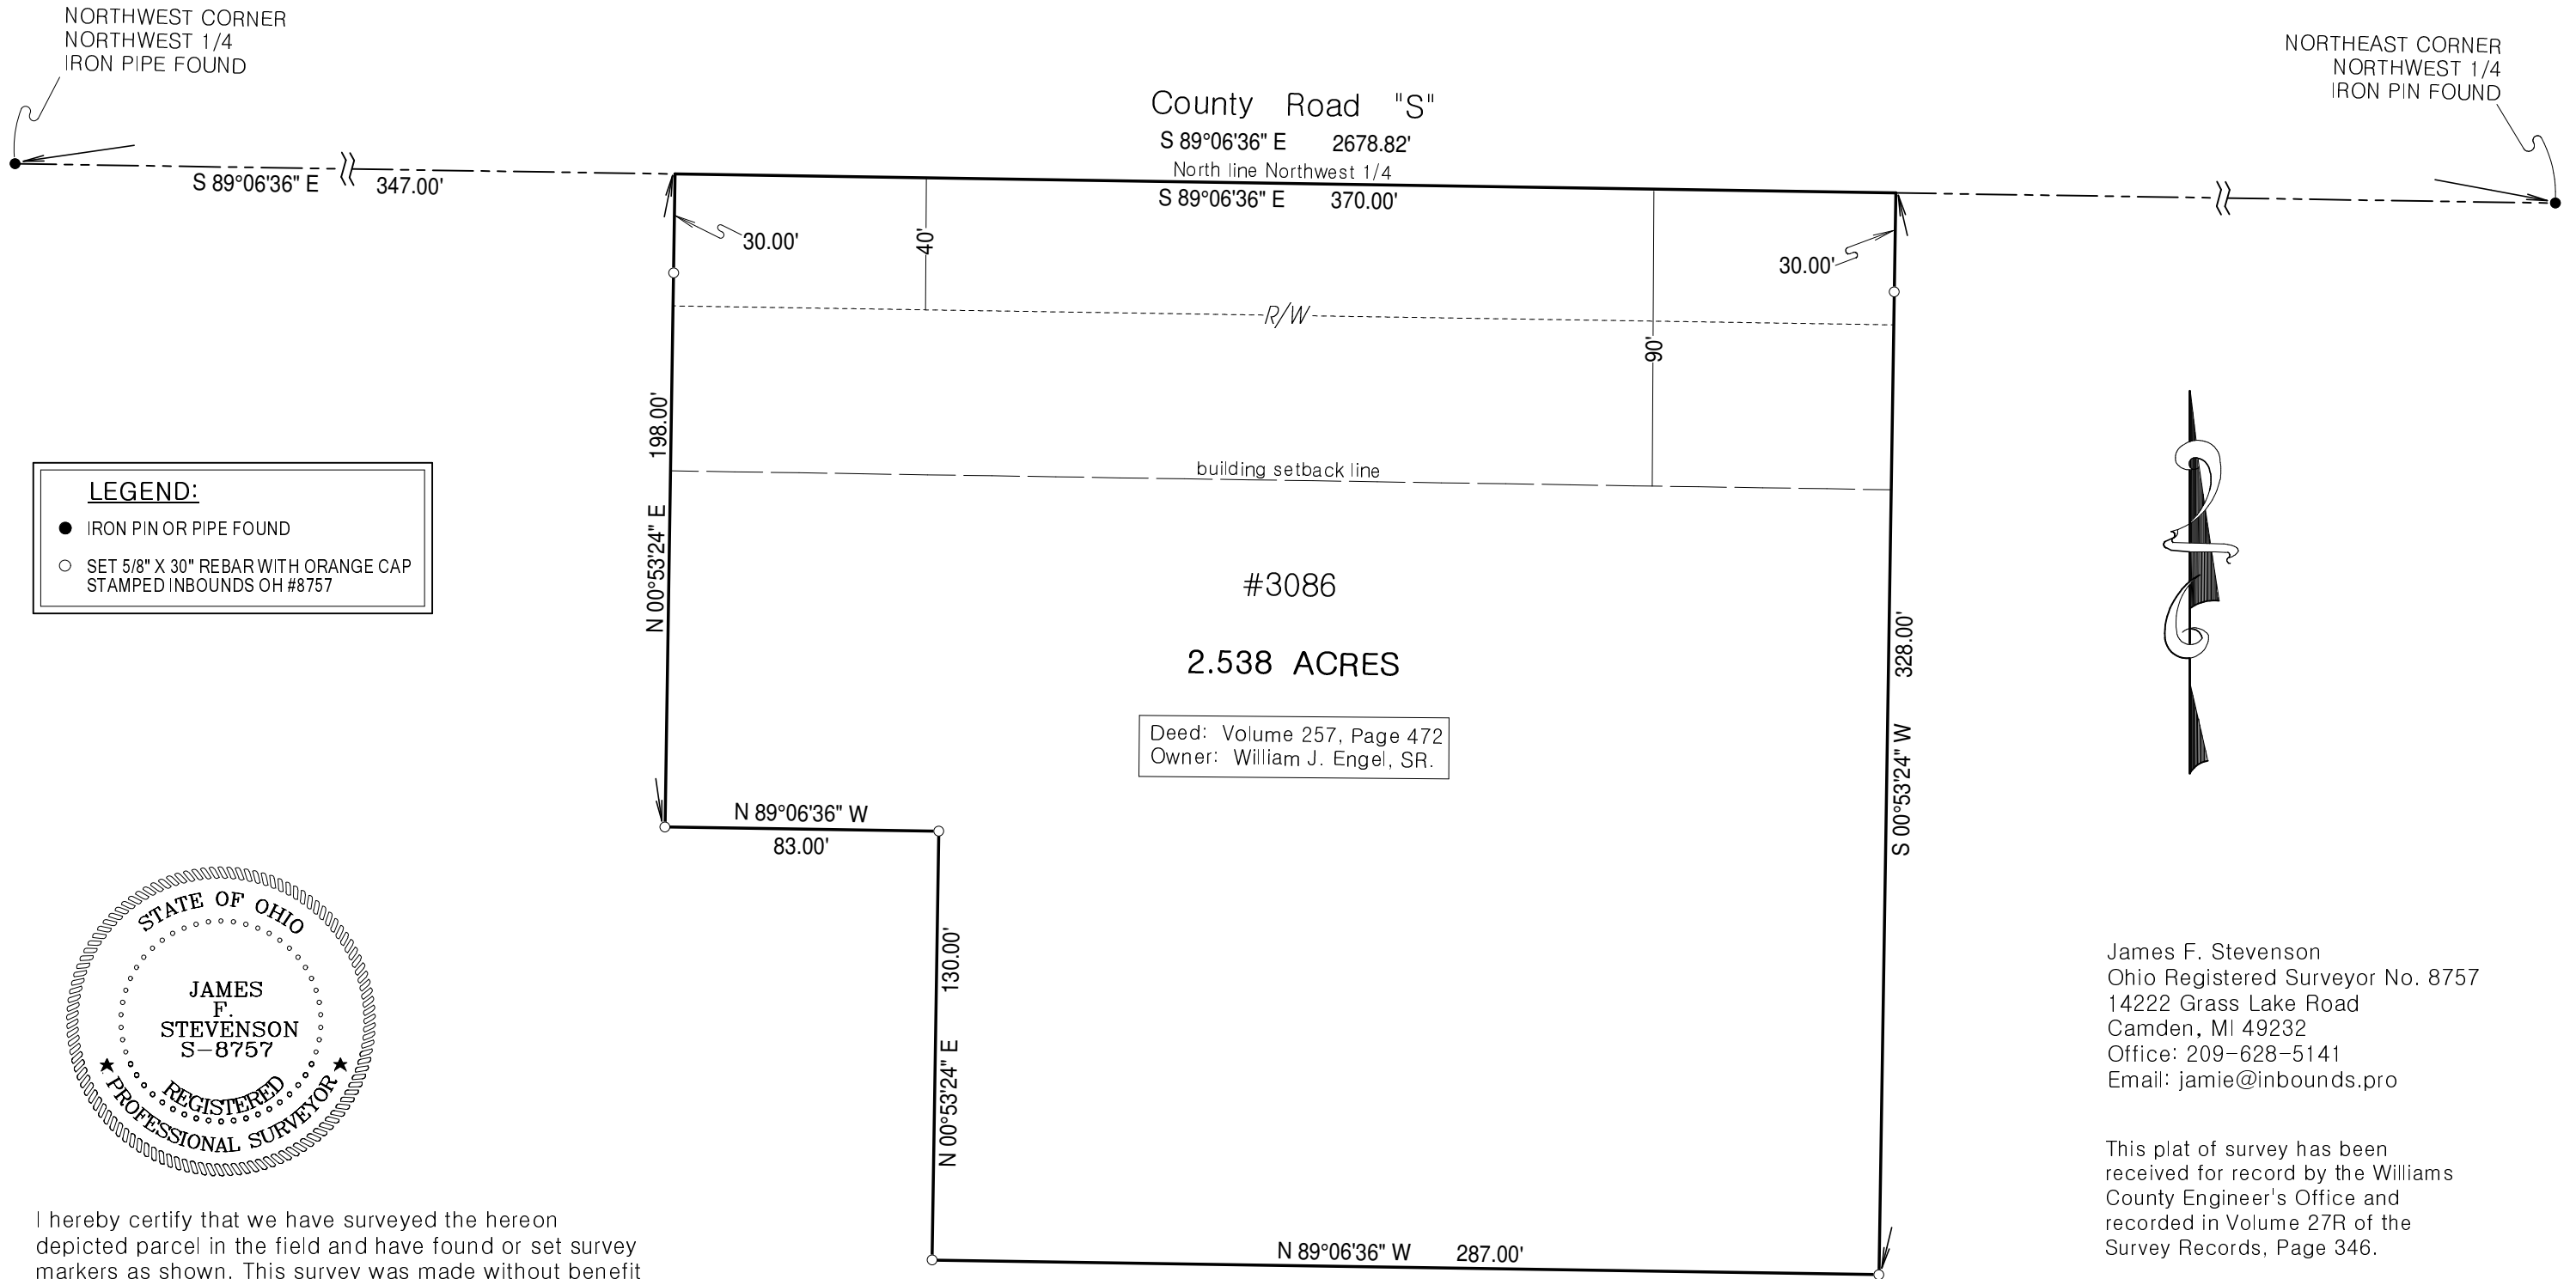 NORTHWEST CORNER
NORTHWEST 1/4
IRON PIPE FOUND
NORTHEAST CORNER
NORTHWEST 1/4
IRON PIN FOUND
County Road "S"
S 89°06'36" E 2678.82'
North line Northwest 1/4
S 89°06'36" E 347.00'
S 89°06'36" E 370.00'
30.00'
40'
30.00'
R/W
90'
198.00'
N 00°53'24" E
building setback line
LEGEND:
IRON PIN OR PIPE FOUND
SET 5/8" X 30" REBAR WITH ORANGE CAP
STAMPED INBOUNDS OH #8757
#3086
2.538 ACRES
Deed: Volume 257, Page 472
Owner: William J. Engel, SR.
328.00'
S 00°53'24" W
N 89°06'36" W
83.00'
130.00'
N 00°53'24" E
N 89°06'36" W 287.00'
STATE OF OHIO
JAMES
F.
STEVENSON
S-8757
REGISTERED
PROFESSIONAL SURVEYOR
James F. Stevenson
Ohio Registered Surveyor No. 8757
14222 Grass Lake Road
Camden, MI 49232
Office: 209-628-5141
Email: jamie@inbounds.pro
This plat of survey has been
received for record by the Williams
County Engineer's Office and
recorded in Volume 27R of the
Survey Records, Page 346.
I hereby certify that we have surveyed the hereon
depicted parcel in the field and have found or set survey
markers as shown. This survey was made without benefit